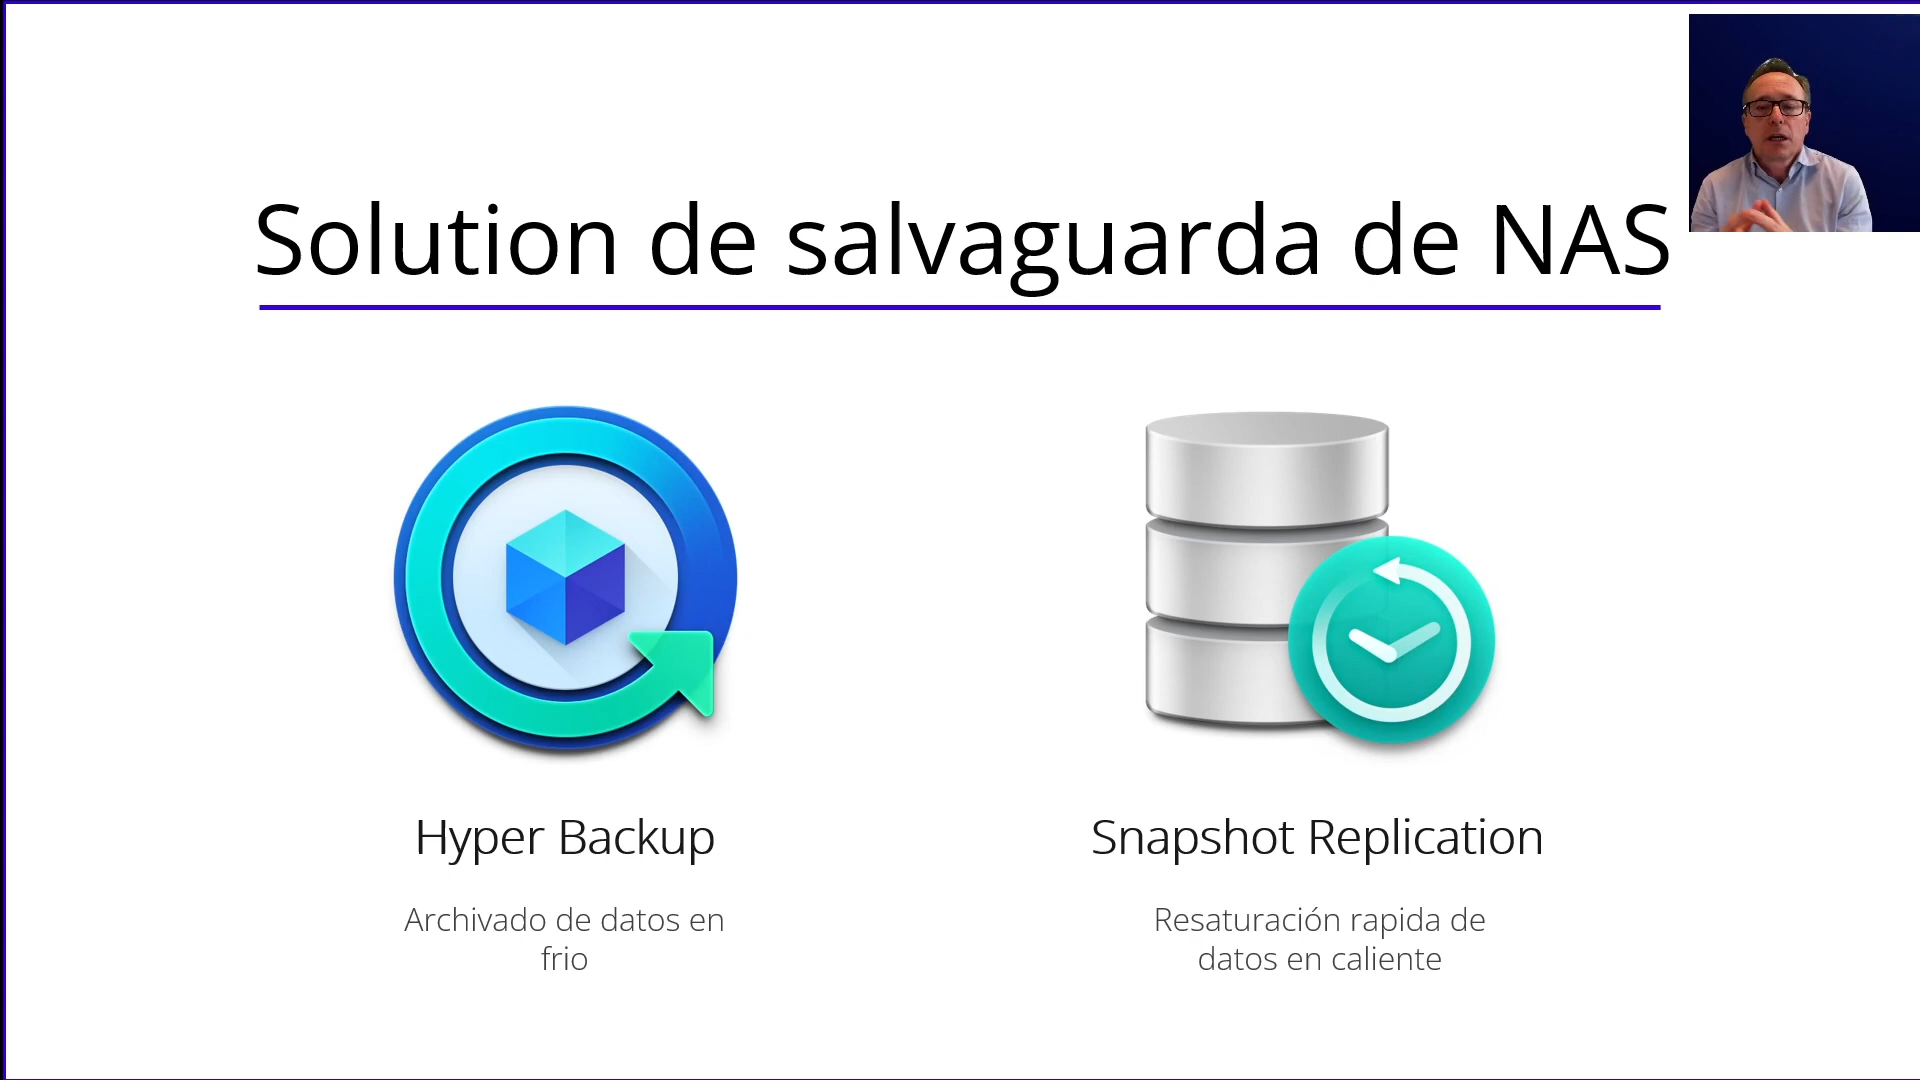 Solution de salvaguarda de NAS
Hyper Backup
Archivado de datos en
frio
Snapshot Replication
Resaturación rapida de
datos en caliente